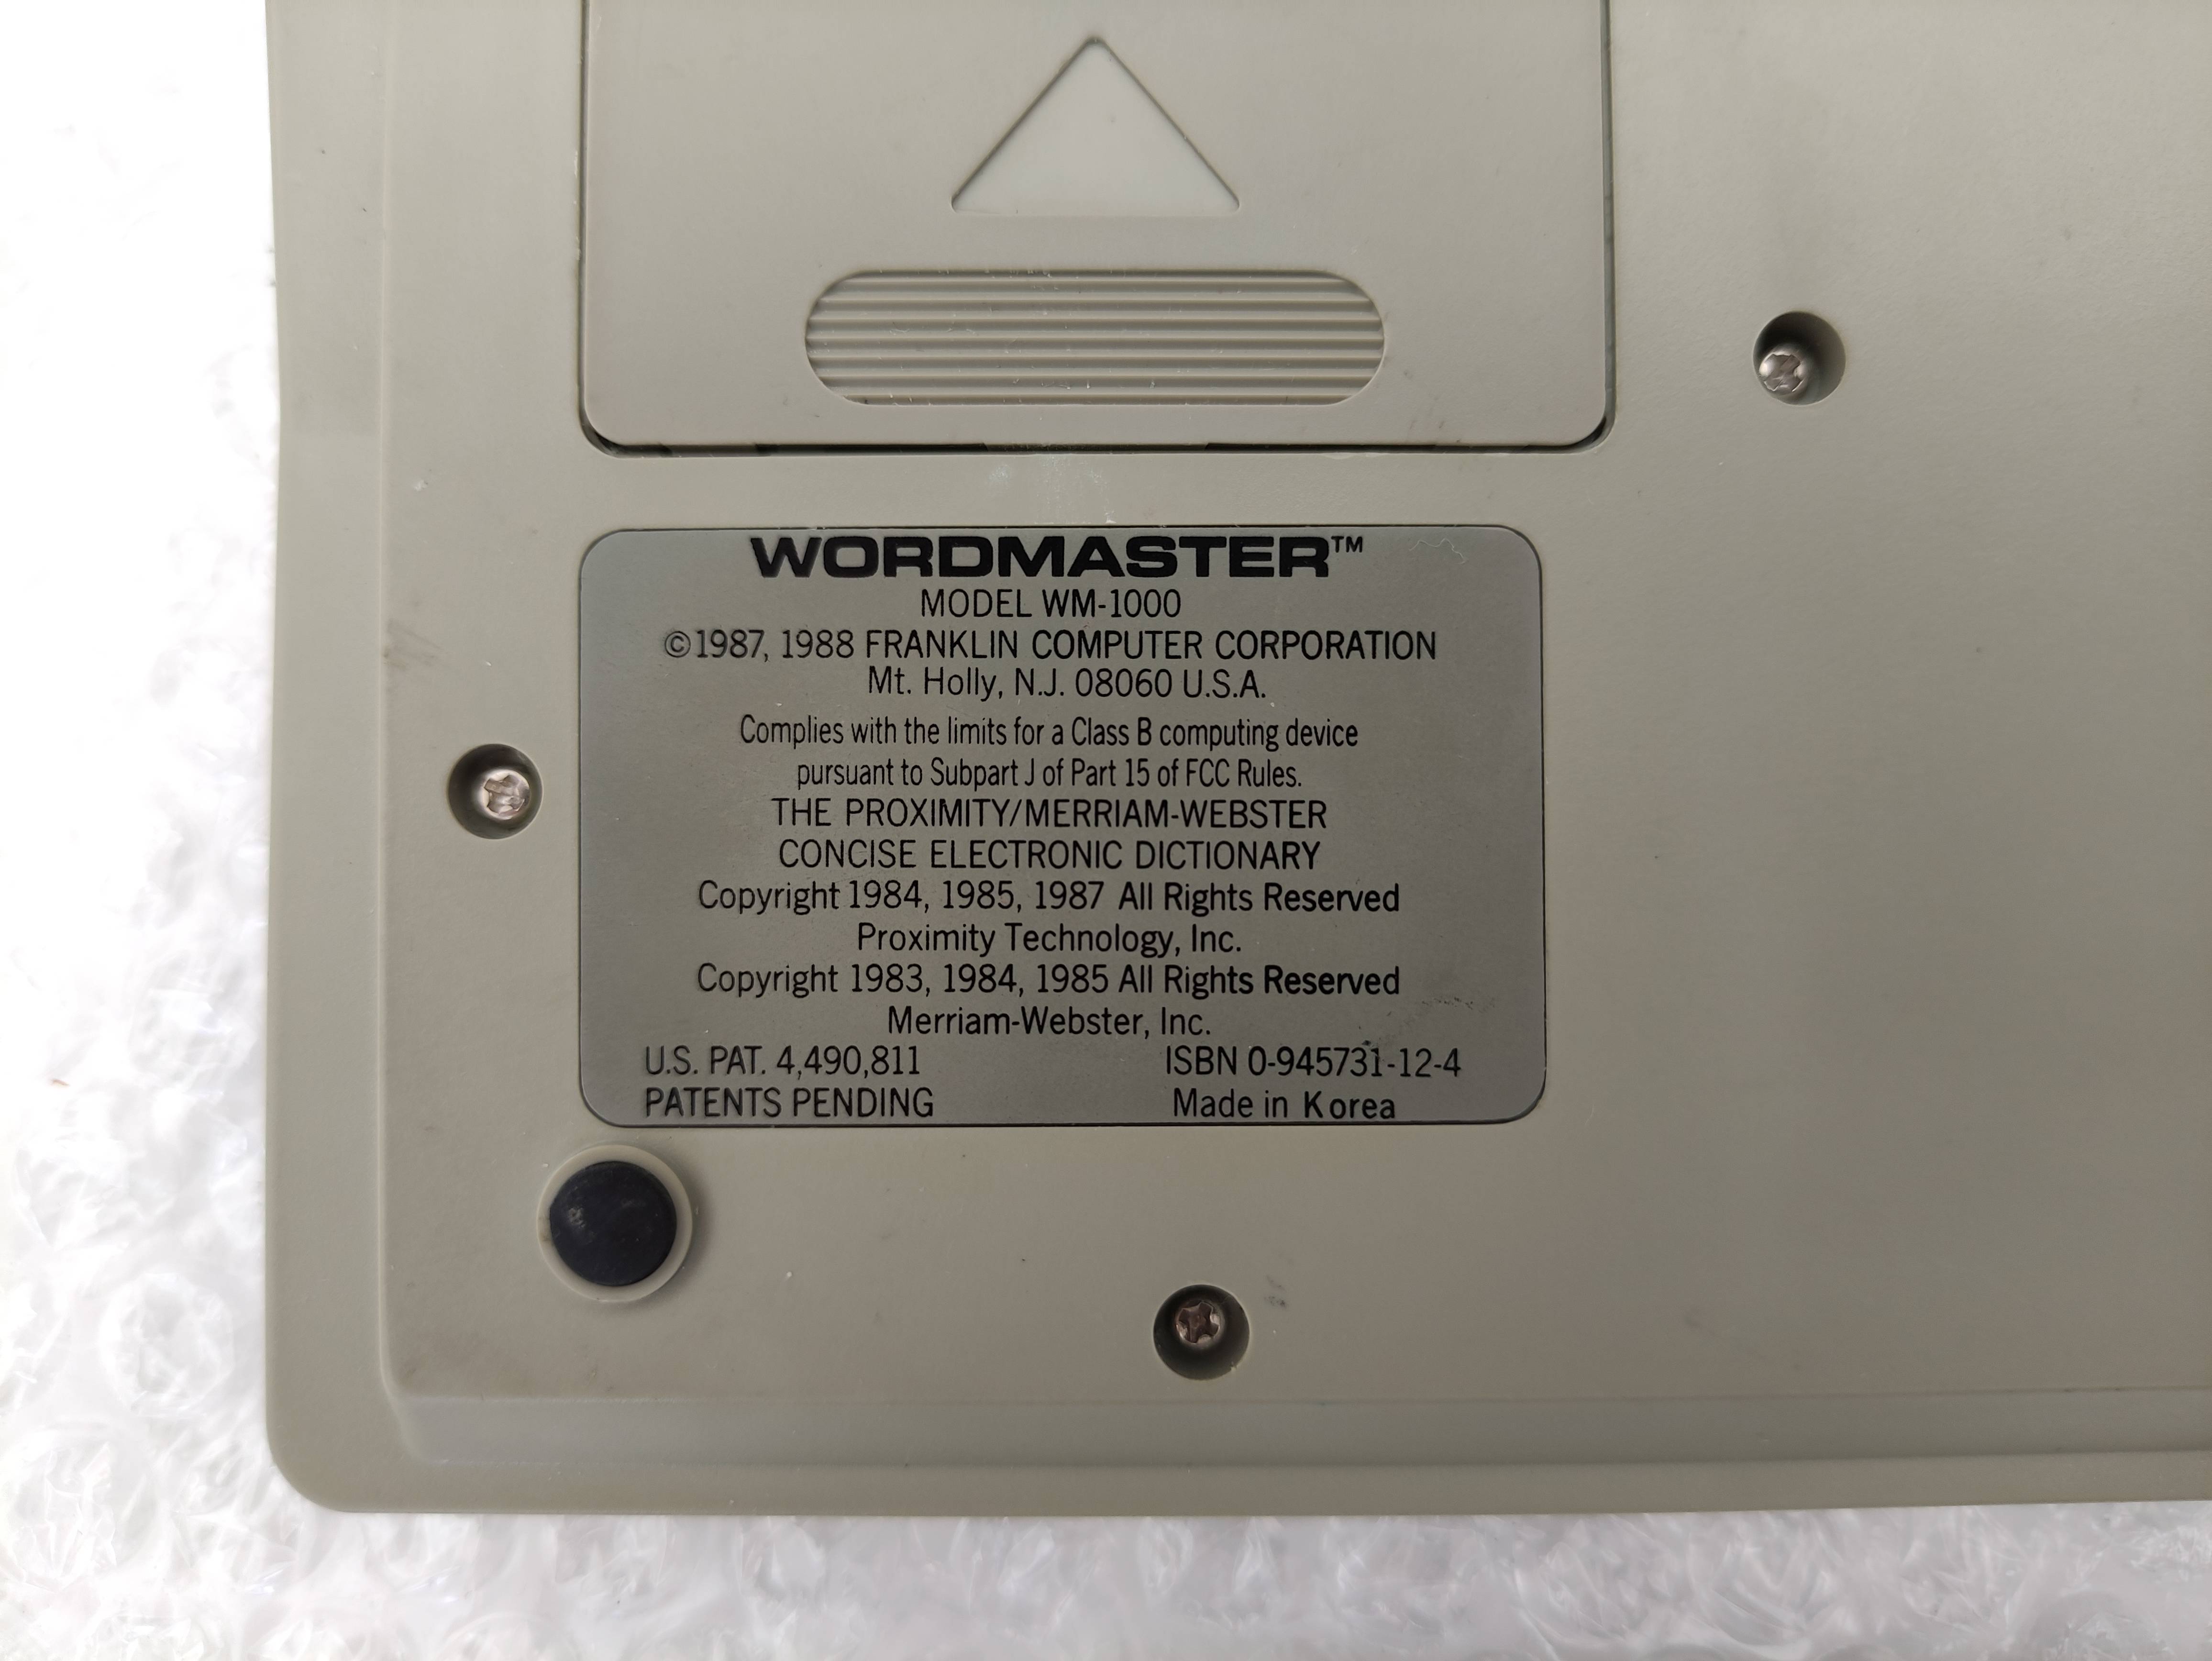 WORDMASTER™
MODEL WM-1000
©1987, 1988 FRANKLIN COMPUTER CORPORATION
Mt. Holly, N.J. 08060 U.S.A.
Complies with the limits for a Class B computing device
pursuant to Subpart J of Part 15 of FCC Rules.
THE PROXIMITY/MERRIAM-WEBSTER
CONCISE ELECTRONIC DICTIONARY
Copyright 1984, 1985, 1987 All Rights Reserved
Proximity Technology, Inc.
Copyright 1983, 1984, 1985 All Rights Reserved
Merriam-Webster, Inc.
U.S. PAT. 4,490,811 ISBN 0-945731-12-4
PATENTS PENDING Made in Korea